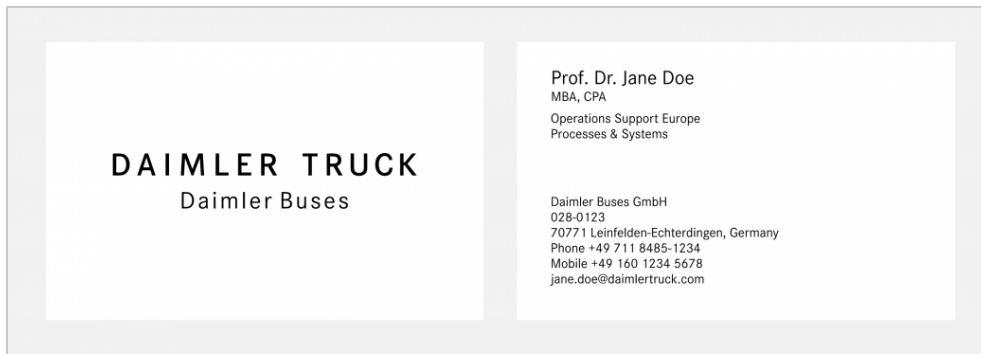 DAIMLER TRUCK
Daimler Buses
Prof. Dr. Jane Doe
MBA, CPA
Operations Support Europe
Processes & Systems
Daimler Buses GmbH
028-0123
70771 Leinfelden-Echterdingen, Germany
Phone +49 711 8485-1234
Mobile +49 160 1234 5678
jane.doe@daimlertruck.com